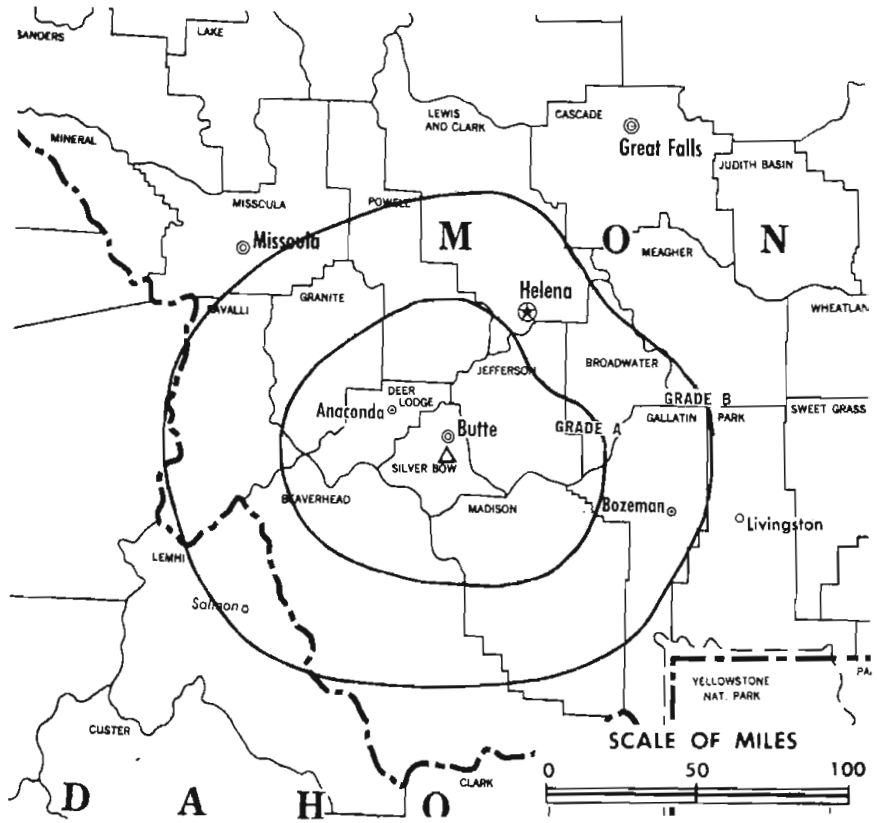 SANDERS
LAKE
LEWIS
AND CLARK
CASCADE
Great Falls
MINERAL
JUDITH BASIN
MISSOULA
POWELL
M O N
Missoula
MEAGHER
Helena
RAVALLI
GRANITE
WHEATLAN
BROADWATER
JEFFERSON
DEER
LODGE
GRADE B
Anaconda
GALLATIN
PARK
SWEET GRASS
Butte
GRADE A
SILVER BOW
BEAVERHEAD
MADISON
Bozeman
Livingston
LEMHI
Salmon
YELLOWSTONE
NAT. PARK
PA
CUSTER
SCALE OF MILES
0 50 100
CLARK
D A H O